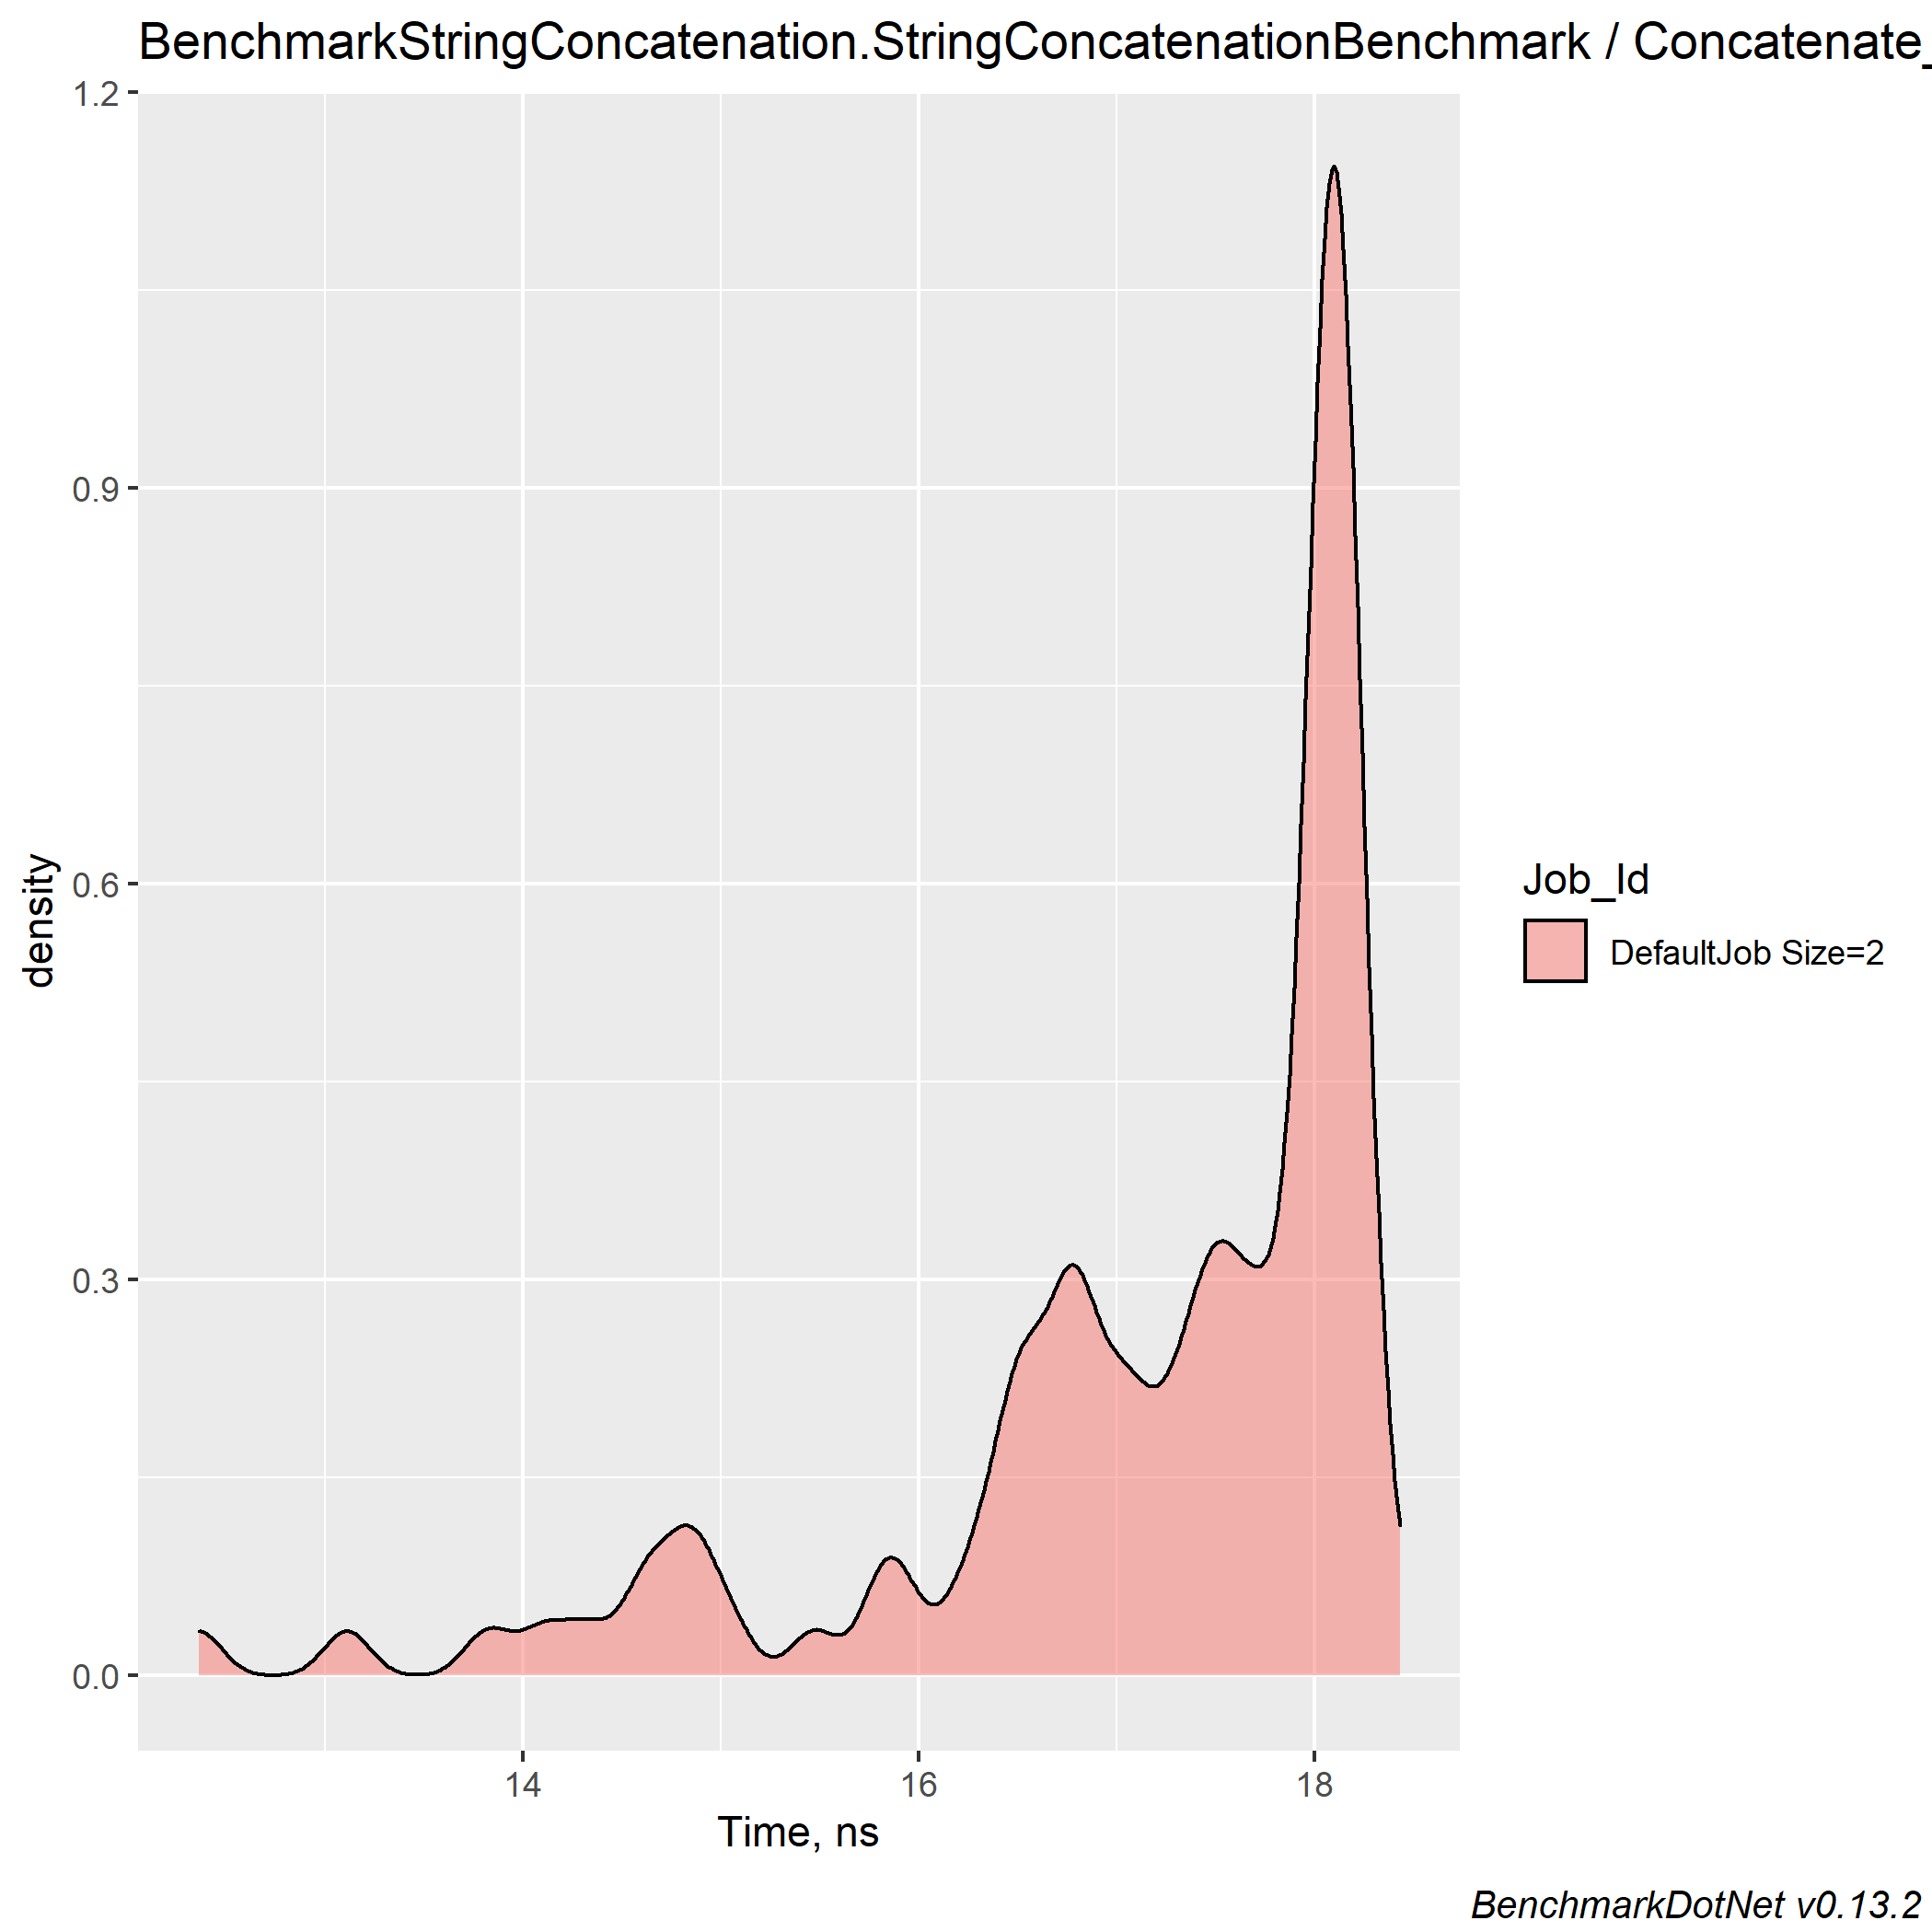 BenchmarkStringConcatenation.StringConcatenationBenchmark / Concatenate_
1.2
0.9
0.6
0.3
0.0
density
14 16 18
Time, ns
Job_Id
DefaultJob Size=2
BenchmarkDotNet v0.13.2